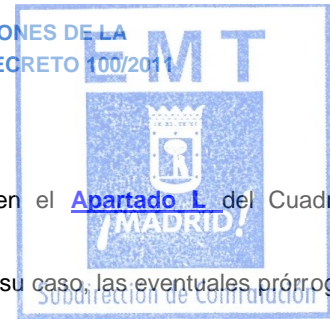 ONES DE LA
ECRETO 100/2011
EMT
en el Apartado L del Cuadr
¡MADRID!
su caso, las eventuales prórrog
Subdirección de Contratación